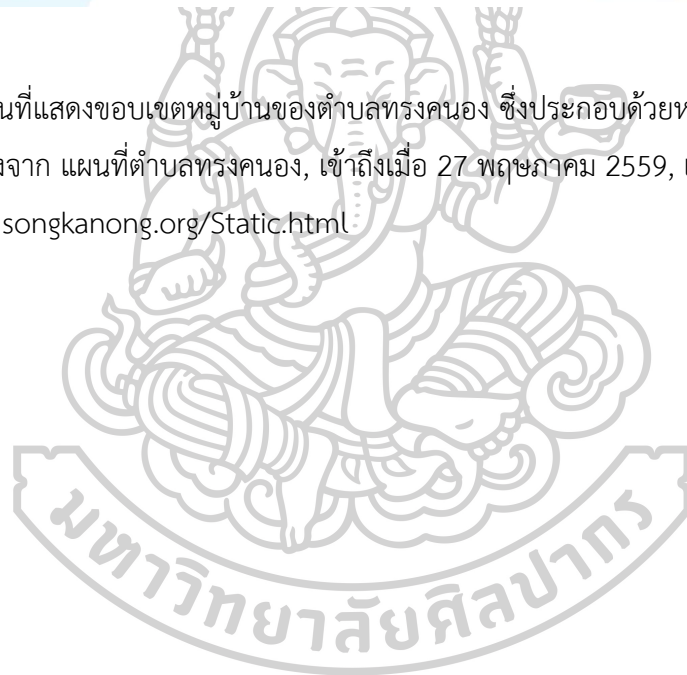 นที่แสดงขอบเขตหมู่บ้านของตำบลทรงคนอง ซึ่งประกอบด้วยห
งจาก แผนที่ตำบลทรงคนอง, เข้าถึงเมื่อ 27 พฤษภาคม 2559, เ
songkanong.org/Static.html
มหาวิทยาลัยศิลปากร